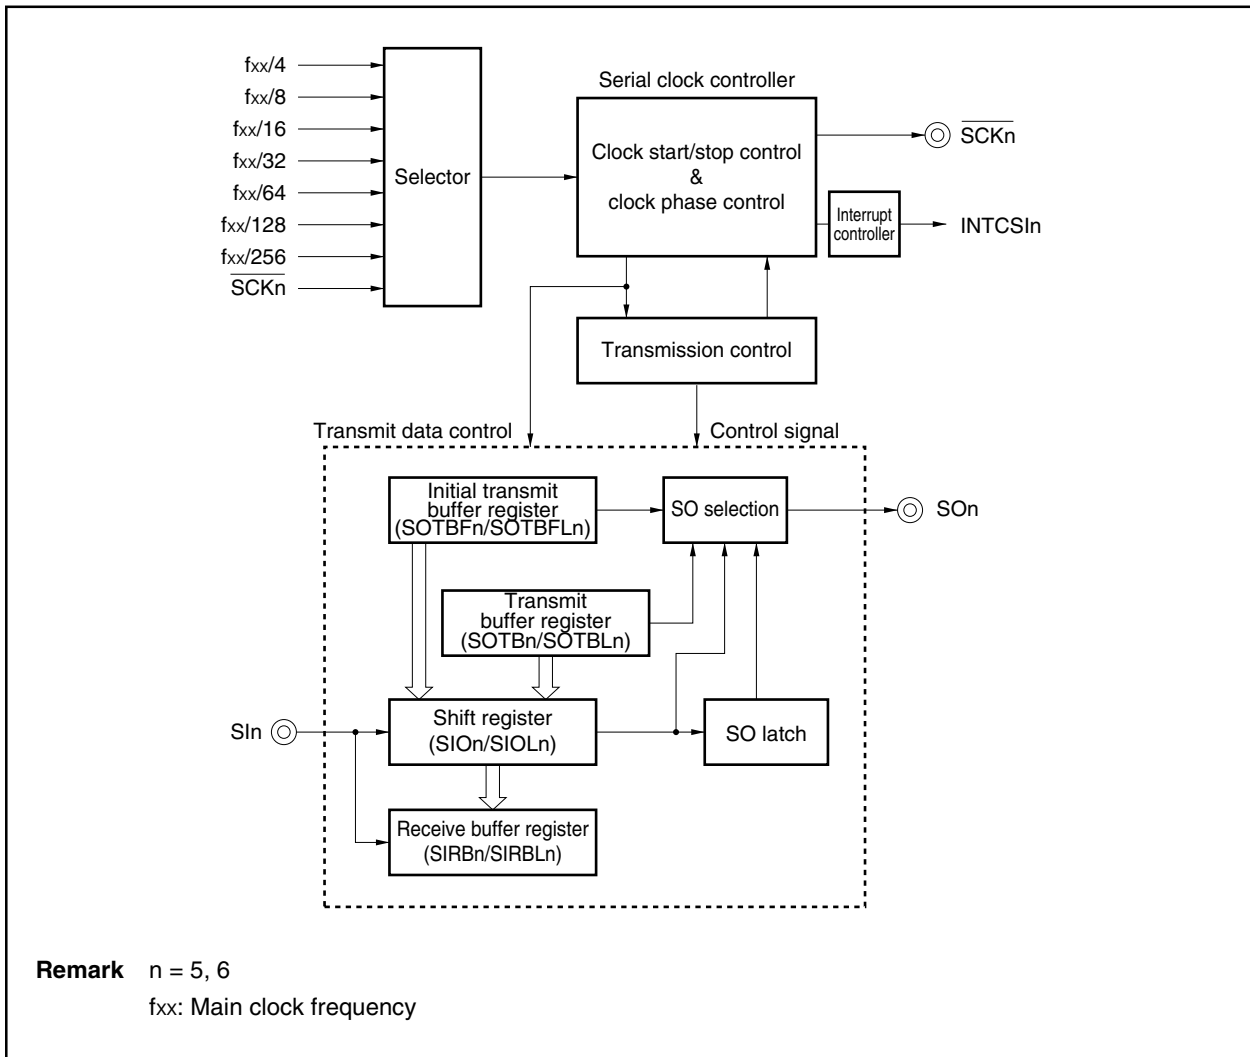 fxx/4
fxx/8
fxx/16
fxx/32
fxx/64
fxx/128
fxx/256
SCKn
Selector
Serial clock controller
Clock start/stop control
&
clock phase control
SCKn
Interrupt
controller
INTCSIn
Transmission control
Transmit data control
Control signal
Initial transmit
buffer register
(SOTBFn/SOTBFLn)
SO selection
SOn
Transmit
buffer register
(SOTBn/SOTBLn)
SIn
Shift register
(SIOn/SIOLn)
SO latch
Receive buffer register
(SIRBn/SIRBLn)
Remark n = 5, 6
fxx: Main clock frequency